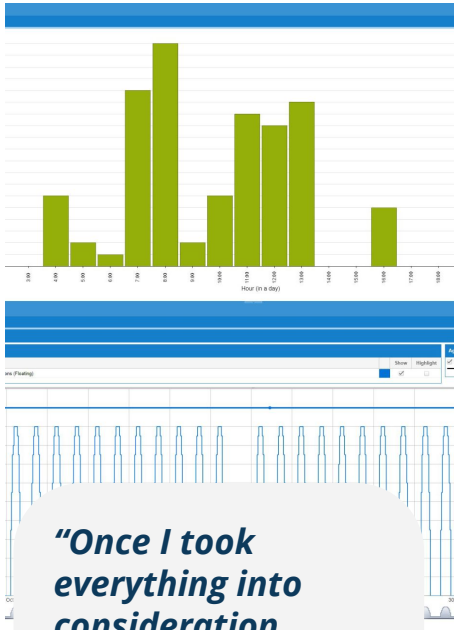 3:00 4:00 5:00 6:00 7:00 8:00 9:00 10:00 11:00 12:00 13:00 14:00 15:00 16:00 17:00 18:00
Hour (in a day)
Show Highlight
(Floating)
“Once I took
everything into
consideration